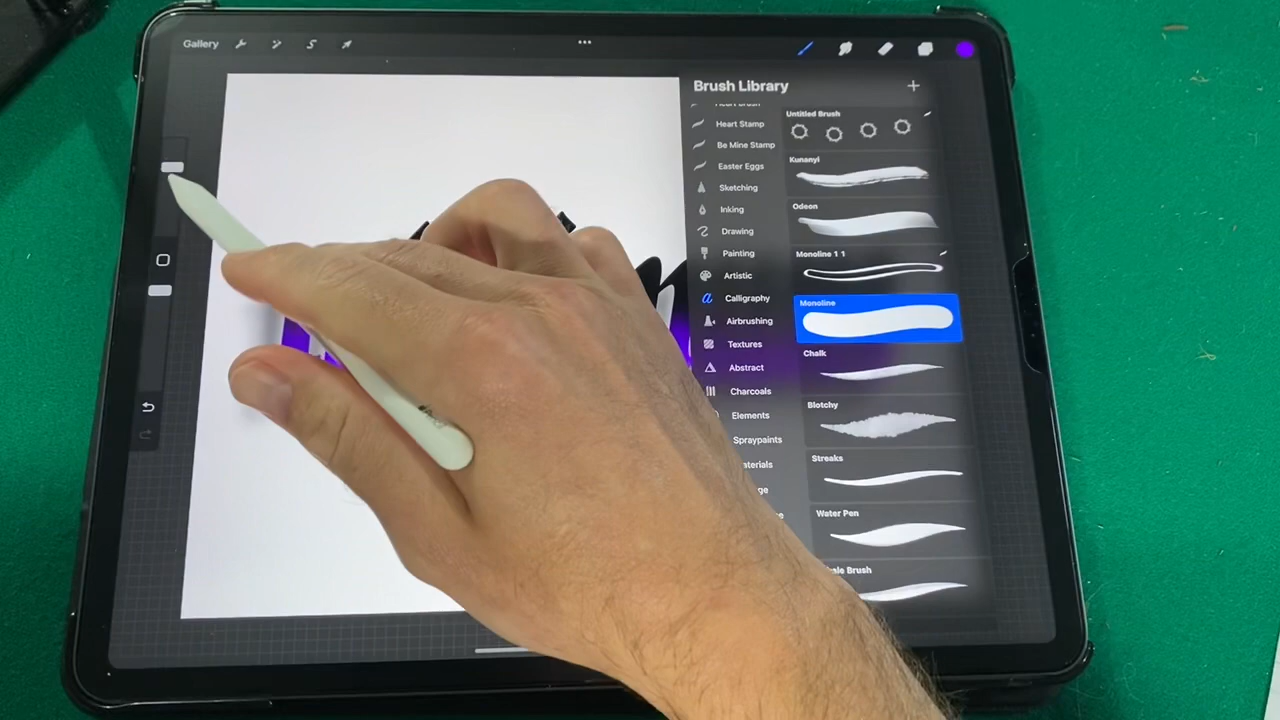 Gallery
Brush Library
Heart Stamp
Be Mine Stamp
Easter Eggs
Sketching
Inking
Drawing
Painting
Artistic
Calligraphy
Airbrushing
Textures
Abstract
Charcoals
Elements
Spraypaints
Untitled Brush
Kunanyi
Odeon
Monoline 1 1
Monoline
Chalk
Blotchy
Streaks
Water Pen
Brush